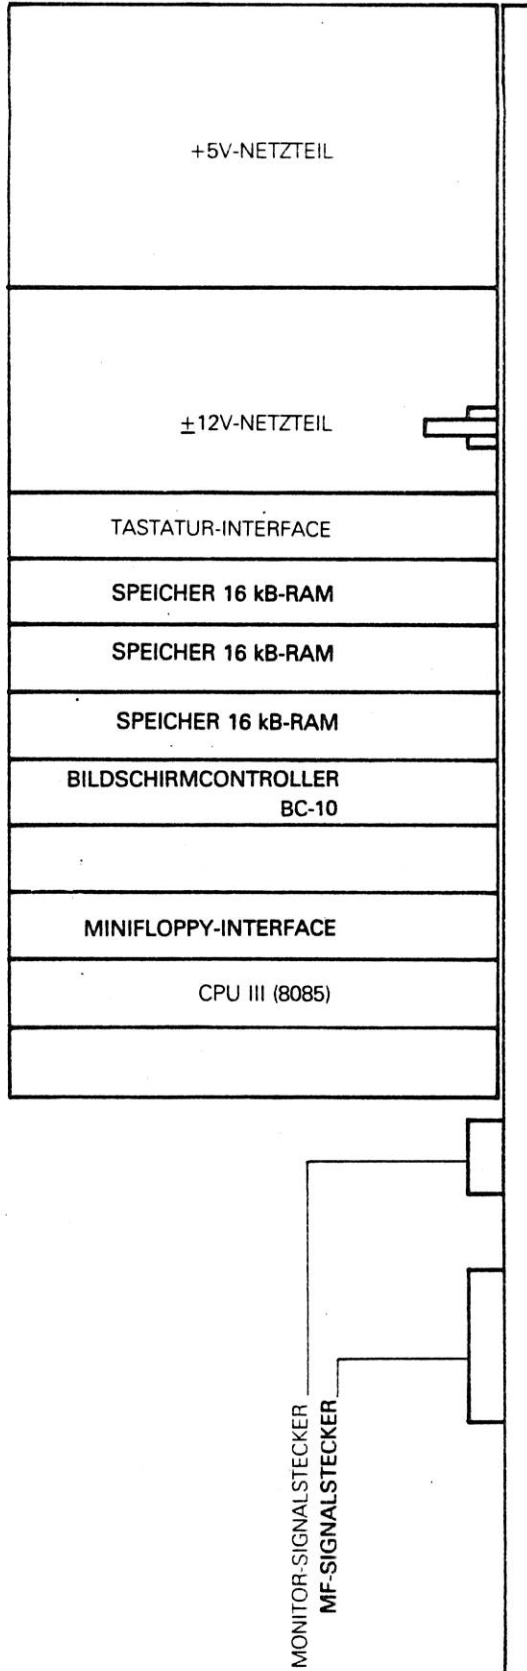 +5V-NETZTEIL
±12V-NETZTEIL
TASTATUR-INTERFACE
SPEICHER 16 kB-RAM
SPEICHER 16 kB-RAM
SPEICHER 16 kB-RAM
BILDSCHIRMCONTROLLER
BC-10
MINIFLOPPY-INTERFACE
CPU III (8085)
MONITOR-SIGNALSTECKER
MF-SIGNALSTECKER